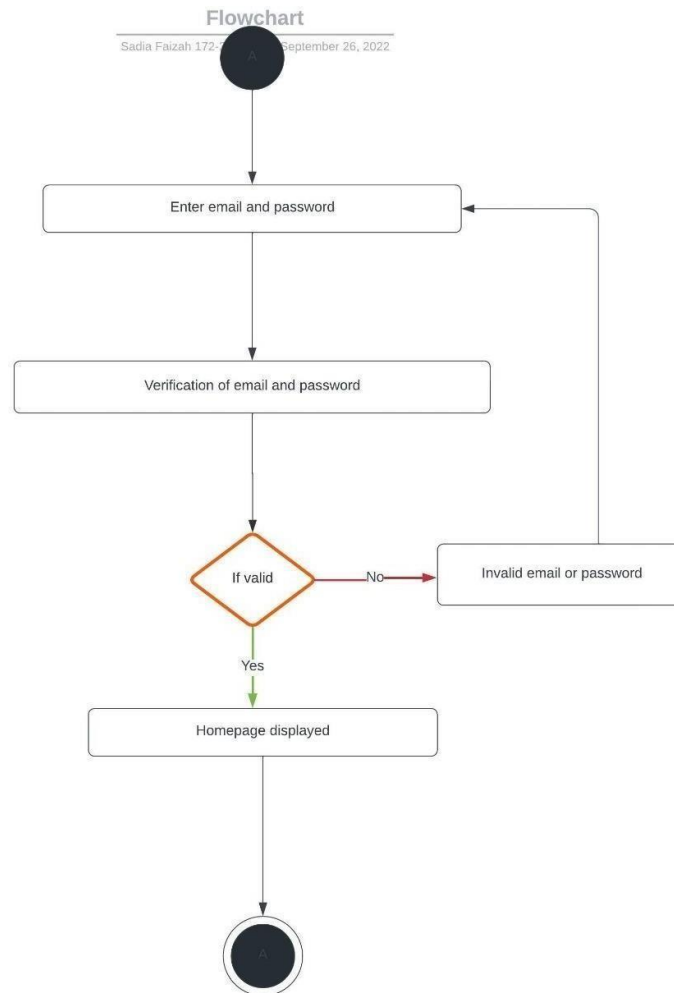 Flowchart
Sadia Faizah 172- September 26, 2022
A
Enter email and password
Verification of email and password
If valid
No
Invalid email or password
Yes
Homepage displayed
A